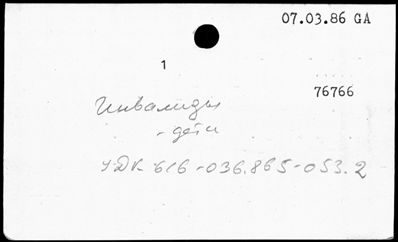 07.03.86 GA
1
76766
Инвалиды
- дети
УДК 616-036.865-053.2